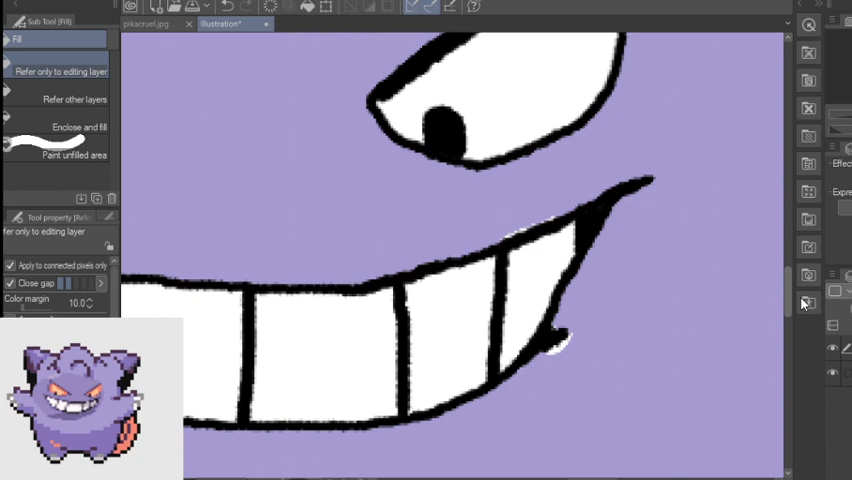 Sub Tool [Fill]
pikacruel.jpg
Illustration*
Fill
Refer only to editing layer
Refer other layers
Enclose and fill
Paint unfilled area
Tool property [Refe
fer only to editing layer
Apply to connected pixels only
Close gap
Color margin
10.0
Effec
Expre